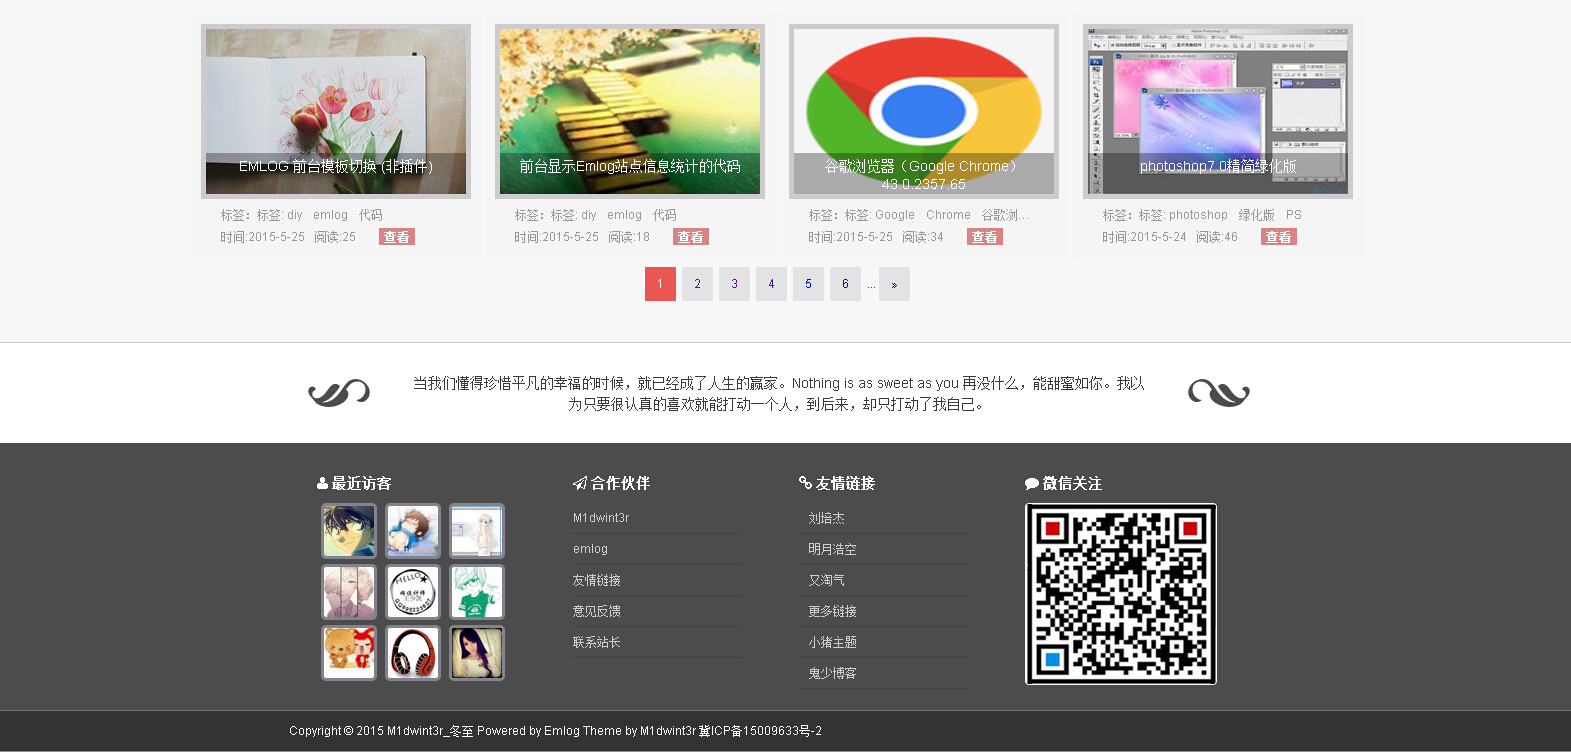 EMLOG 前台模板切换 (非插件)
前台显示Emlog站点信息统计的代码
谷歌浏览器（Google Chrome）
43.0.2357.65
photoshop7.0精简绿化版
标签：标签: diy emlog 代码
标签：标签: diy emlog 代码
标签：标签: Google Chrome 谷歌浏...
标签：标签: photoshop 绿化版 PS
时间:2015-5-25 阅读:25 查看
时间:2015-5-25 阅读:18 查看
时间:2015-5-25 阅读:34 查看
时间:2015-5-24 阅读:46 查看
1 2 3 4 5 6 ... »
当我们懂得珍惜平凡的幸福的时候，就已经成了人生的赢家。Nothing is as sweet as you 再没什么，能甜蜜如你。我以
为只要很认真的喜欢就能打动一个人，到后来，却只打动了我自己。
最近访客
HELLO
合作伙伴
M1dwint3r
emlog
友情链接
意见反馈
联系站长
友情链接
刘培杰
明月浩空
又淘气
更多链接
小猪主题
鬼少博客
微信关注
Copyright © 2015 M1dwint3r_冬至 Powered by Emlog Theme by M1dwint3r 冀ICP备15009633号-2